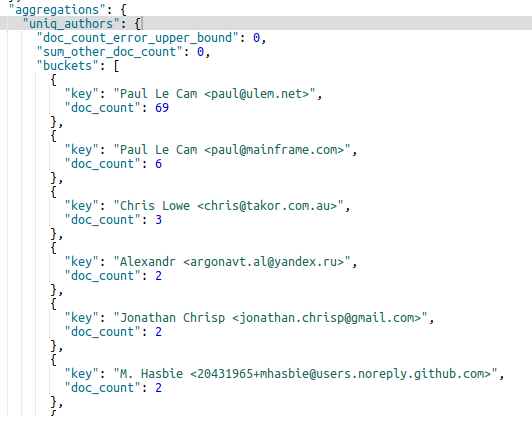 "aggregations": {
"uniq_authors": {
"doc_count_error_upper_bound": 0,
"sum_other_doc_count": 0,
"buckets": [
{
"key": "Paul Le Cam <paul@ulem.net>",
"doc_count": 69
},
{
"key": "Paul Le Cam <paul@mainframe.com>",
"doc_count": 6
},
{
"key": "Chris Lowe <chris@takor.com.au>",
"doc_count": 3
},
{
"key": "Alexandr <argonavt.al@yandex.ru>",
"doc_count": 2
},
{
"key": "Jonathan Chrisp <jonathan.chrisp@gmail.com>",
"doc_count": 2
},
{
"key": "M. Hasbie <20431965+mhasbie@users.noreply.github.com>",
"doc_count": 2
},
{